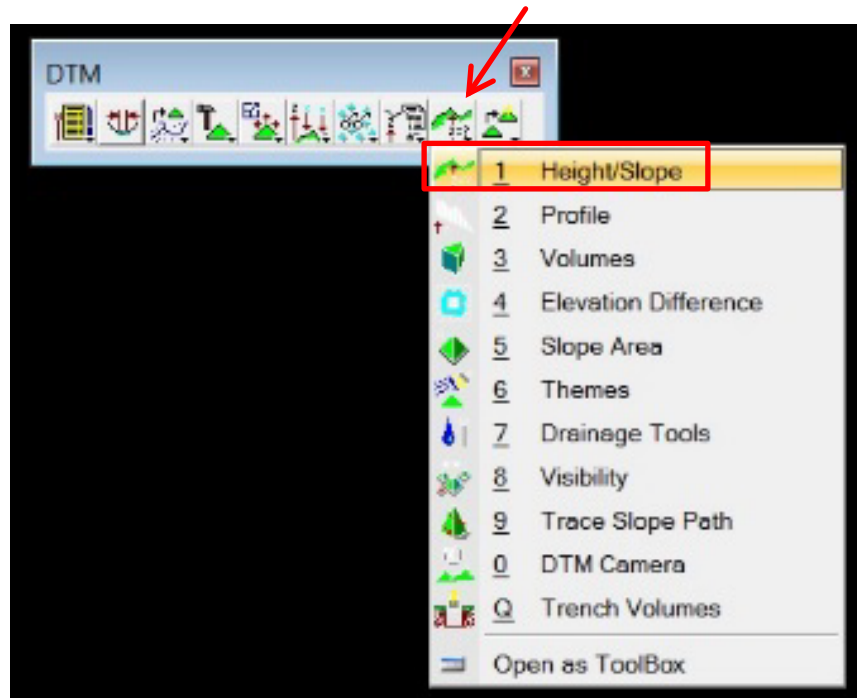 DTM
1 Height/Slope
2 Profile
3 Volumes
4 Elevation Difference
5 Slope Area
6 Themes
7 Drainage Tools
8 Visibility
9 Trace Slope Path
0 DTM Camera
Q Trench Volumes
Open as ToolBox